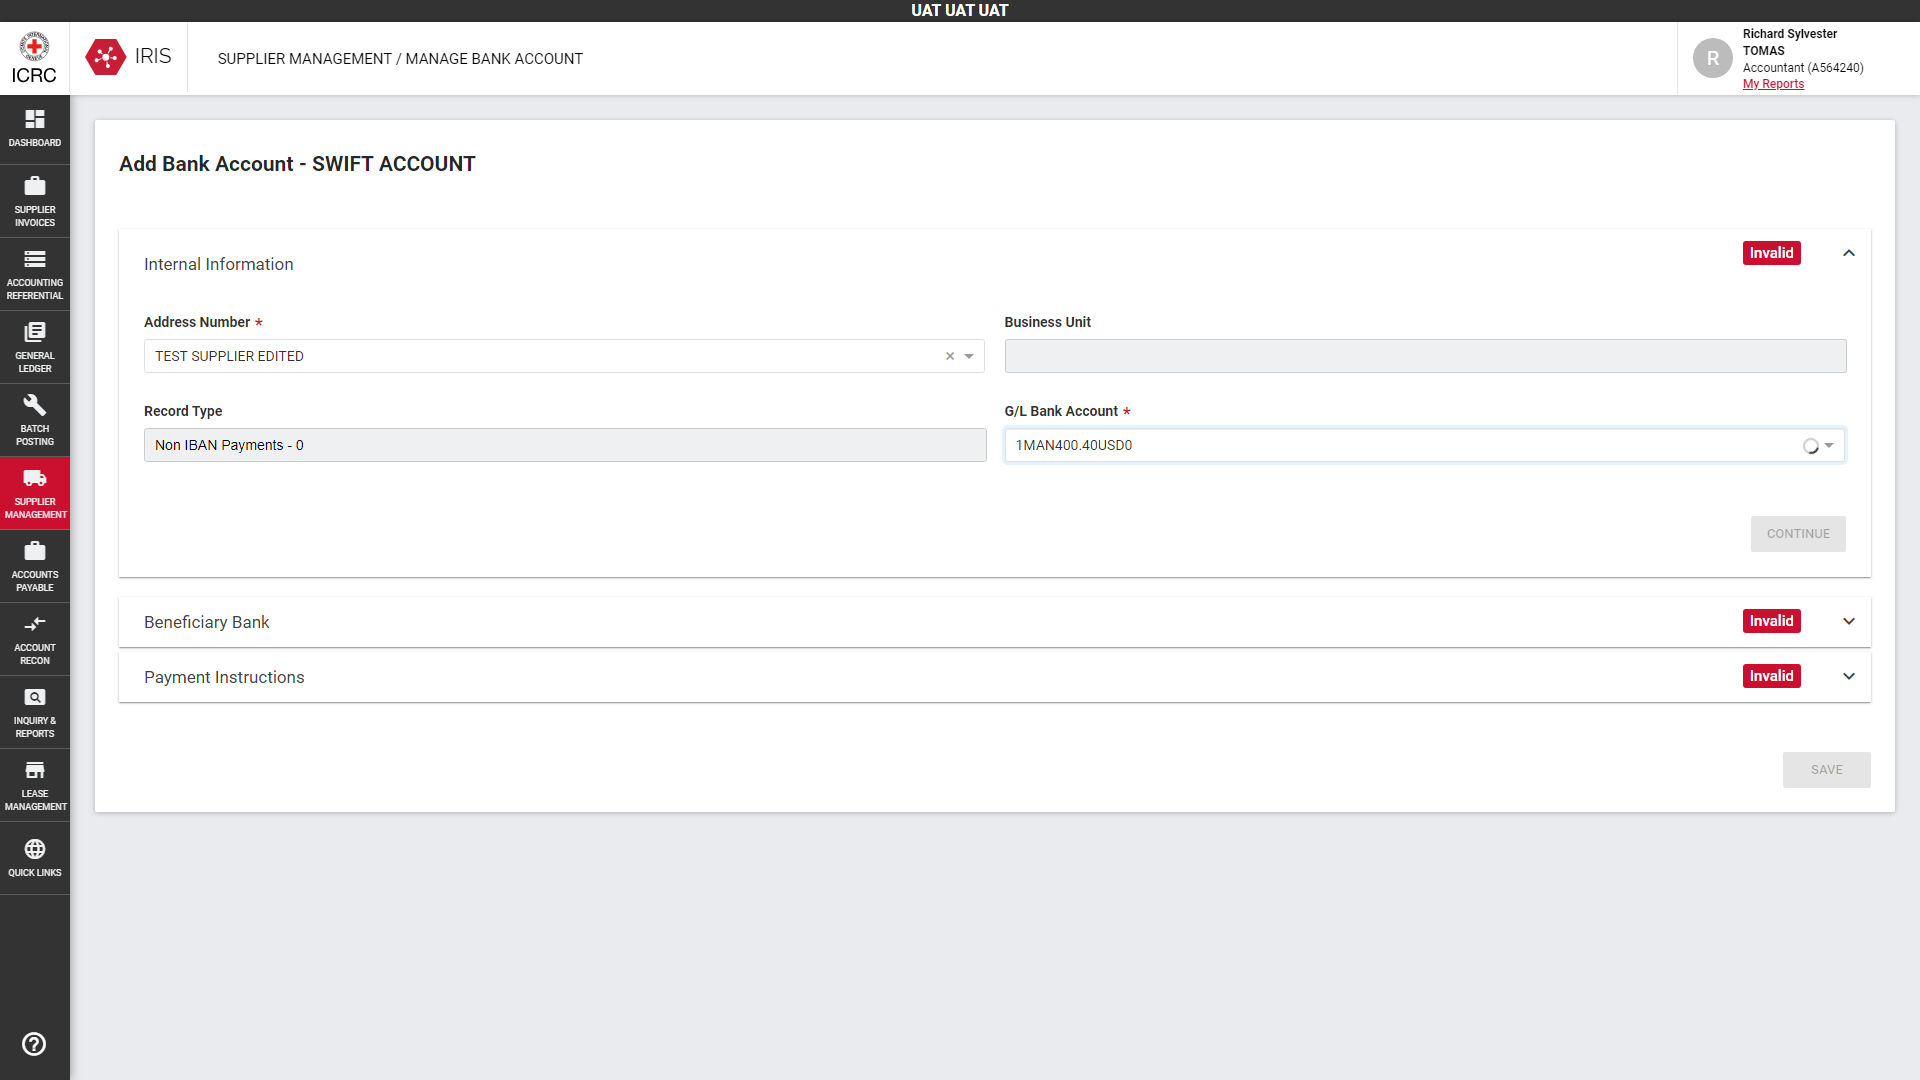 UAT UAT UAT
ICRC
IRIS
SUPPLIER MANAGEMENT / MANAGE BANK ACCOUNT
R
Richard Sylvester
TOMAS
Accountant (A564240)
My Reports
DASHBOARD
SUPPLIER
INVOICES
ACCOUNTING
REFERENTIAL
GENERAL
LEDGER
BATCH
POSTING
SUPPLIER
MANAGEMENT
ACCOUNTS
PAYABLE
ACCOUNT
RECON
INQUIRY &
REPORTS
LEASE
MANAGEMENT
QUICK LINKS
Add Bank Account - SWIFT ACCOUNT
Internal Information
Invalid
Address Number *
TEST SUPPLIER EDITED
Business Unit
Record Type
Non IBAN Payments - 0
G/L Bank Account *
1MAN400.40USD0
CONTINUE
Beneficiary Bank
Invalid
Payment Instructions
Invalid
SAVE